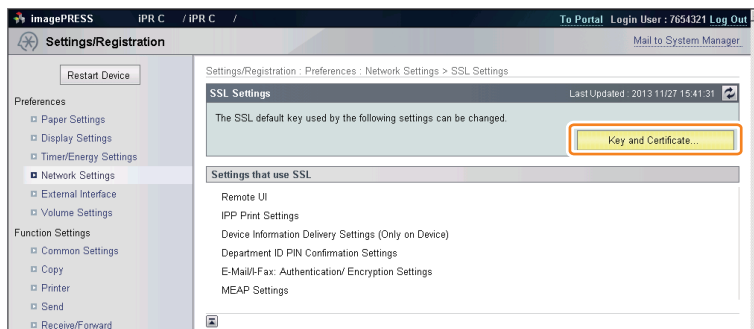 imagePRESS iPR C / iPR C / To Portal Login User : 7654321 Log Out
Settings/Registration Mail to System Manager
Restart Device
Preferences
Paper Settings
Display Settings
Timer/Energy Settings
Network Settings
External Interface
Volume Settings
Function Settings
Common Settings
Copy
Printer
Send
Receive/Forward
Settings/Registration : Preferences : Network Settings > SSL Settings
SSL Settings Last Updated : 2013 11/27 15:41:31
The SSL default key used by the following settings can be changed.
Key and Certificate...
Settings that use SSL
Remote UI
IPP Print Settings
Device Information Delivery Settings (Only on Device)
Department ID PIN Confirmation Settings
E-Mail/I-Fax: Authentication/ Encryption Settings
MEAP Settings